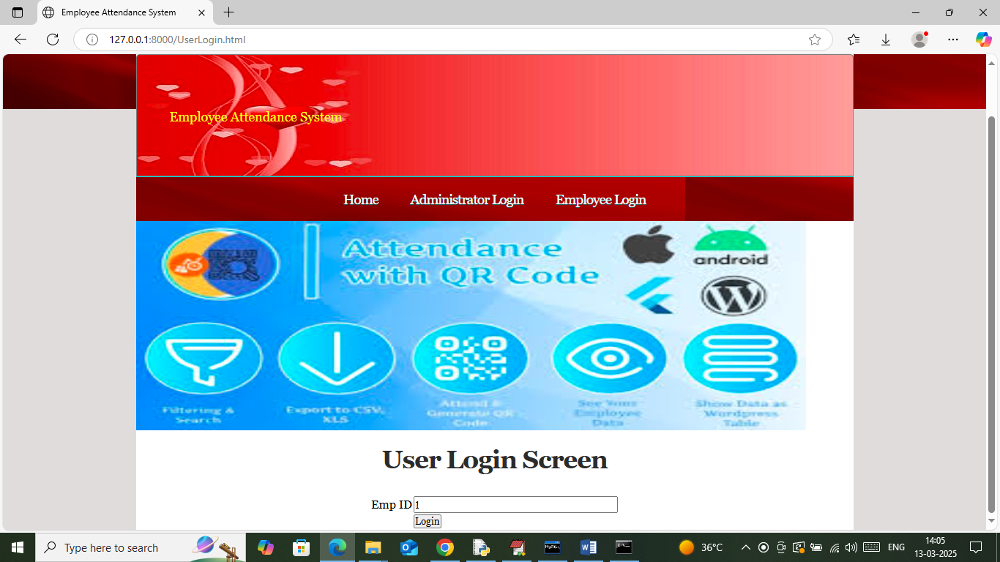 Employee Attendance System
127.0.0.1:8000/UserLogin.html
Employee Attendance System
Home Administrator Login Employee Login
Attendance
with QR Code
android
Filtering &
Search
Export to CSV,
XLS
Attend &
Generate QR
Code
See Your
Employee
Data
Show Data as
Wordpress
Table
User Login Screen
Emp ID 1
Login
Type here to search
MySQL
36°C
ENG
14:05
13-03-2025